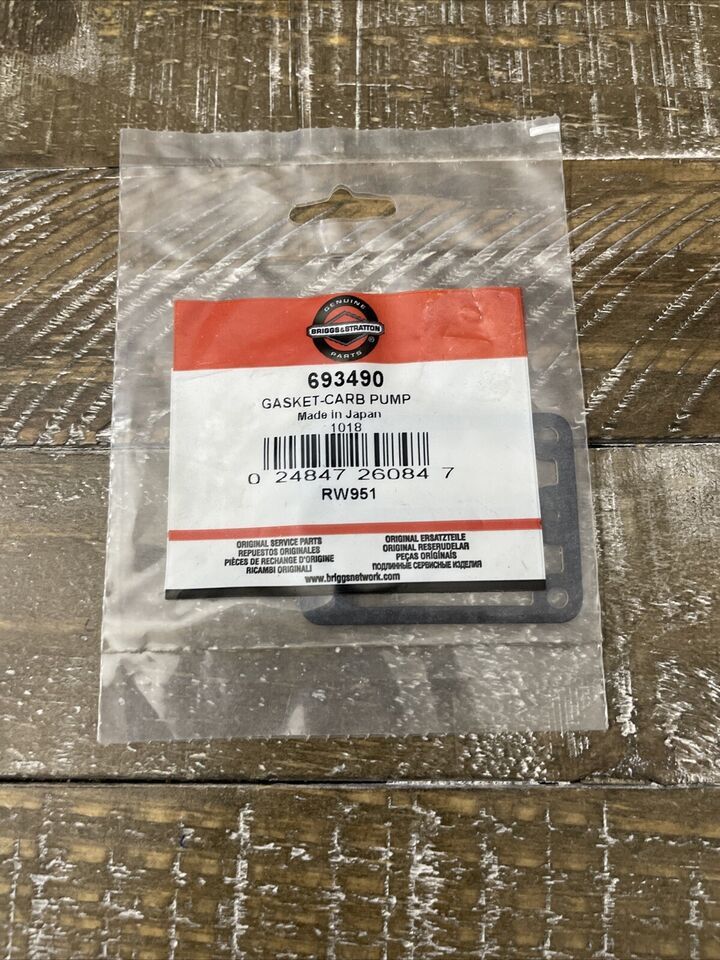 GENUINE
BRIGGS&STRATTON
PARTS
®
693490
GASKET-CARB PUMP
Made in Japan
1018
0 24847 26084 7
RW951
ORIGINAL SERVICE PARTS
REPUESTOS ORIGINALES
PIÈCES DE RECHANGE D'ORIGINE
RICAMBI ORIGINALI
ORIGINAL ERSATZTEILE
ORIGINAL RESERUDELAR
PEÇAS ORIGINAIS
ПОДЛИННЫЕ СЕРВИСНЫЕ ИЗДЕЛИЯ
www.briggsnetwork.com